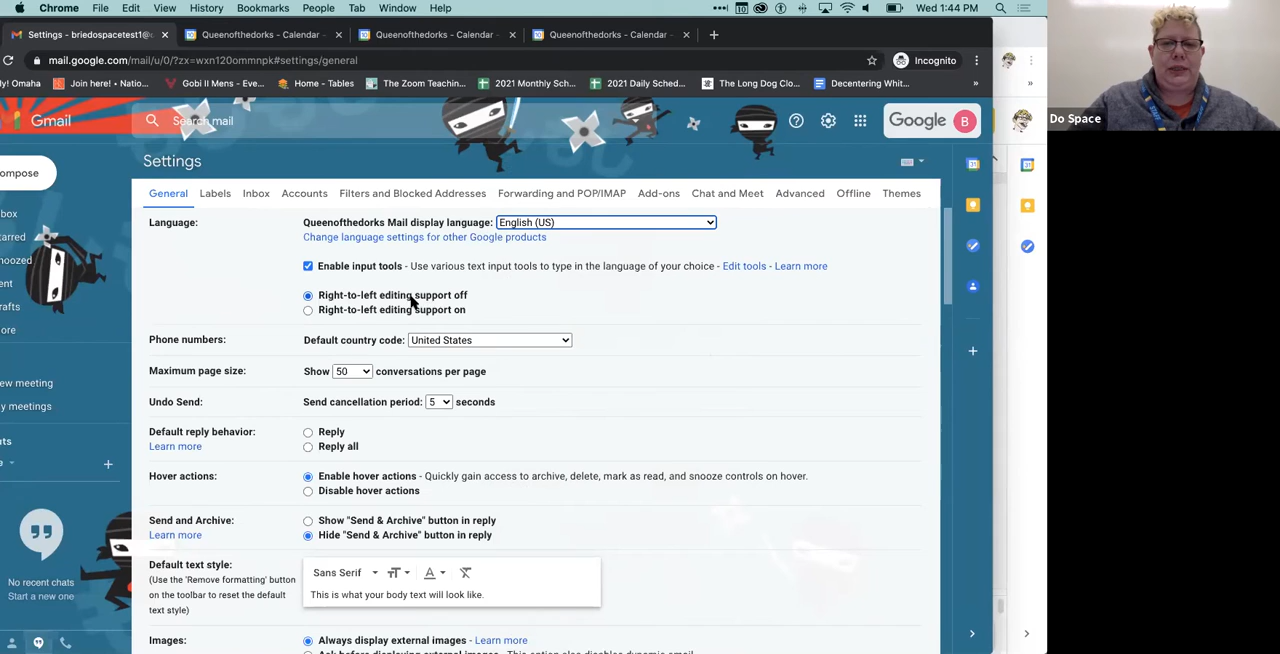 Chrome File Edit View History Bookmarks People Tab Window Help Wed 1:44 PM
Settings - briedospacetest1@ Queenofthedorks - Calendar Queenofthedorks - Calendar Queenofthedorks - Calendar
mail.google.com/mail/u/0/?zx=wxn120ommnpk#settings/general Incognito
ly! Omaha Join here! • Natio... Gobi II Mens - Eve... Home - Tables The Zoom Teachin... 2021 Monthly Sch... 2021 Daily Sched... The Long Dog Clo... Decentering Whit...
Gmail Search mail Google B
Settings
ompose
General Labels Inbox Accounts Filters and Blocked Addresses Forwarding and POP/IMAP Add-ons Chat and Meet Advanced Offline Themes
box
arred
noozed
ent
rafts
ore
ew meeting
y meetings
No recent chats
Start a new one
Language: Queenofthedorks Mail display language: English (US)
Change language settings for other Google products
Enable input tools - Use various text input tools to type in the language of your choice - Edit tools - Learn more
Right-to-left editing support off
Right-to-left editing support on
Phone numbers: Default country code: United States
Maximum page size: Show 50 conversations per page
Undo Send: Send cancellation period: 5 seconds
Default reply behavior: Reply
Learn more Reply all
Hover actions: Enable hover actions - Quickly gain access to archive, delete, mark as read, and snooze controls on hover.
Disable hover actions
Send and Archive: Show "Send & Archive" button in reply
Learn more Hide "Send & Archive" button in reply
Default text style:
(Use the 'Remove formatting' button
on the toolbar to reset the default
text style)
Sans Serif
This is what your body text will look like.
Images: Always display external images - Learn more
Do Space